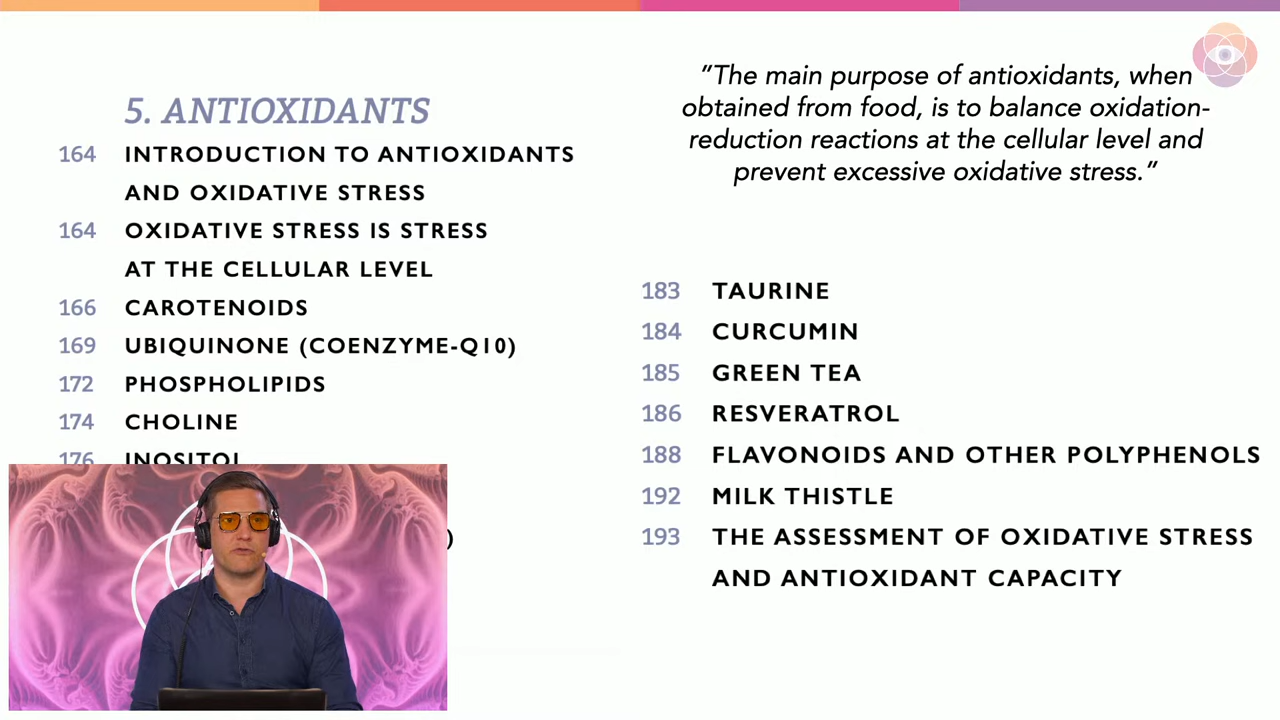 5. ANTIOXIDANTS
164 INTRODUCTION TO ANTIOXIDANTS
AND OXIDATIVE STRESS
164 OXIDATIVE STRESS IS STRESS
AT THE CELLULAR LEVEL
166 CAROTENOIDS
169 UBIQUINONE (COENZYME-Q10)
172 PHOSPHOLIPIDS
174 CHOLINE
176 INOSITOL
)
"The main purpose of antioxidants, when
obtained from food, is to balance oxidation-
reduction reactions at the cellular level and
prevent excessive oxidative stress."
183 TAURINE
184 CURCUMIN
185 GREEN TEA
186 RESVERATROL
188 FLAVONOIDS AND OTHER POLYPHENOLS
192 MILK THISTLE
193 THE ASSESSMENT OF OXIDATIVE STRESS
AND ANTIOXIDANT CAPACITY